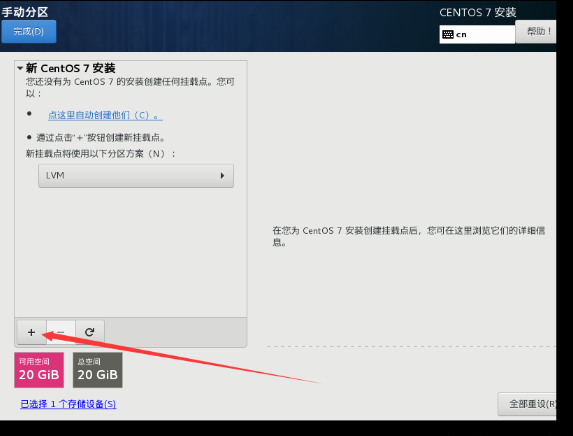 手动分区
CENTOS 7 安装
完成(D)
cn
帮助！
新 CentOS 7 安装
您还没有为 CentOS 7 的安装创建任何挂载点。您可
以：
点这里自动创建他们（C）。
通过点击"+"按钮创建新挂载点。
新挂载点将使用以下分区方案（N）：
LVM
在您为 CentOS 7 安装创建挂载点后，您可在这里浏览它们的详细信
息。
+ −
可用空间
20 GiB
总空间
20 GiB
已选择 1 个存储设备(S)
全部重设(R)